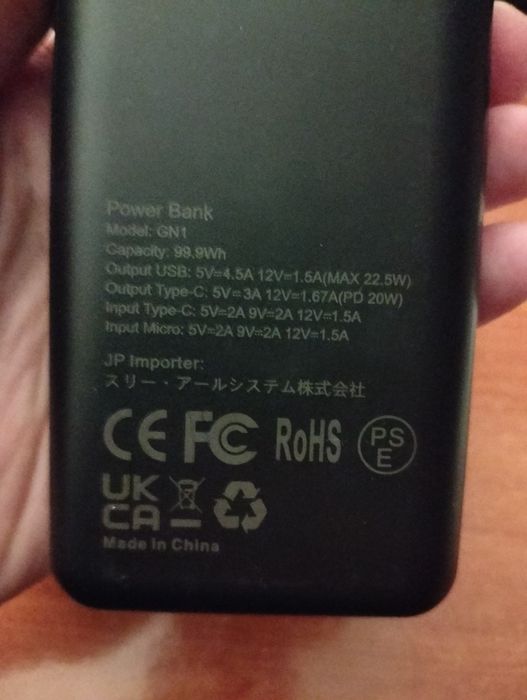 Power Bank
Model: GN1
Capacity: 99.9Wh
Output USB: 5V=4.5A 12V=1.5A(MAX 22.5W)
Output Type-C: 5V=3A 12V=1.67A(PD 20W)
Input Type-C: 5V=2A 9V=2A 12V=1.5A
Input Micro: 5V=2A 9V=2A 12V=1.5A
JP Importer:
スリー・アールシステム株式会社
CE FC RoHS PS E
UK CA
Made in China